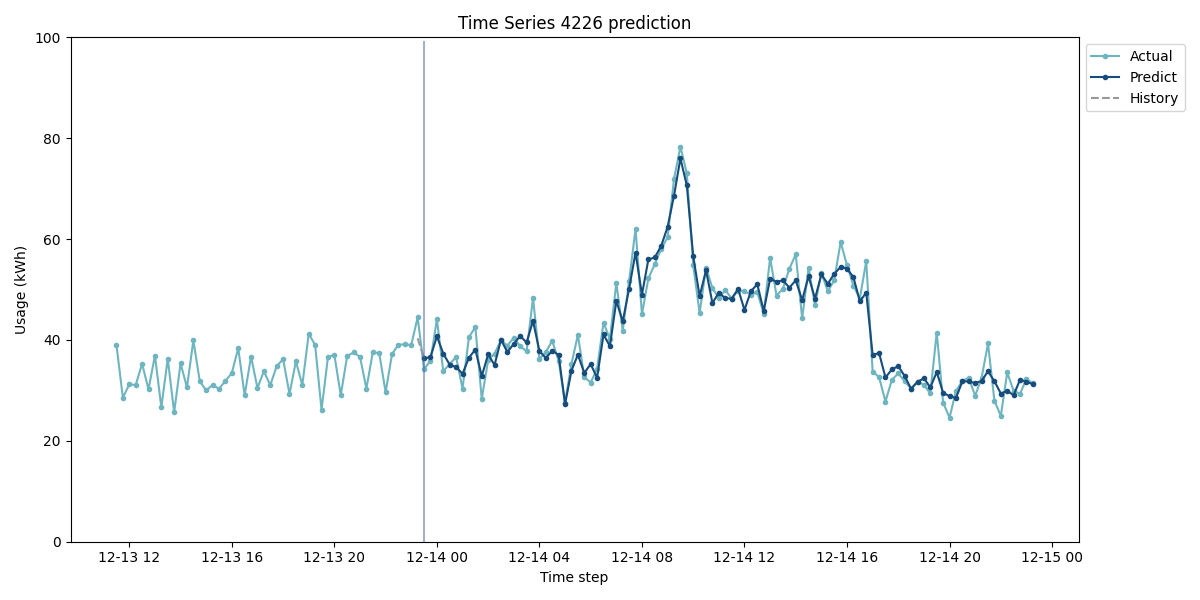 Time Series 4226 prediction
100
80
60
40
20
0
Usage (kWh)
12-13 12
12-13 16
12-13 20
12-14 00
12-14 04
12-14 08
12-14 12
12-14 16
12-14 20
12-15 00
Time step
Actual
Predict
History